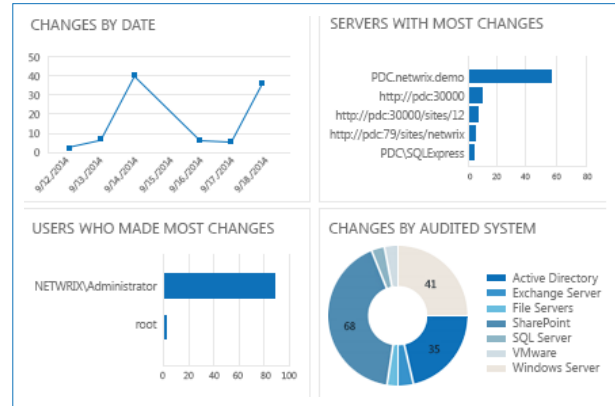 CHANGES BY DATE
50
40
30
20
10
0
9/12/2014
9/13/2014
9/14/2014
9/15/2014
9/16/2014
9/17/2014
9/18/2014
SERVERS WITH MOST CHANGES
PDC.netwrix.demo
http://pdc:30000
http://pdc:30000/sites/12
http://pdc:79/sites/netwrix
PDC\SQLExpress
0 20 40 60 80
USERS WHO MADE MOST CHANGES
NETWRIX\Administrator
root
0 20 40 60 80 100
CHANGES BY AUDITED SYSTEM
41
68
35
Active Directory
Exchange Server
File Servers
SharePoint
SQL Server
VMware
Windows Server